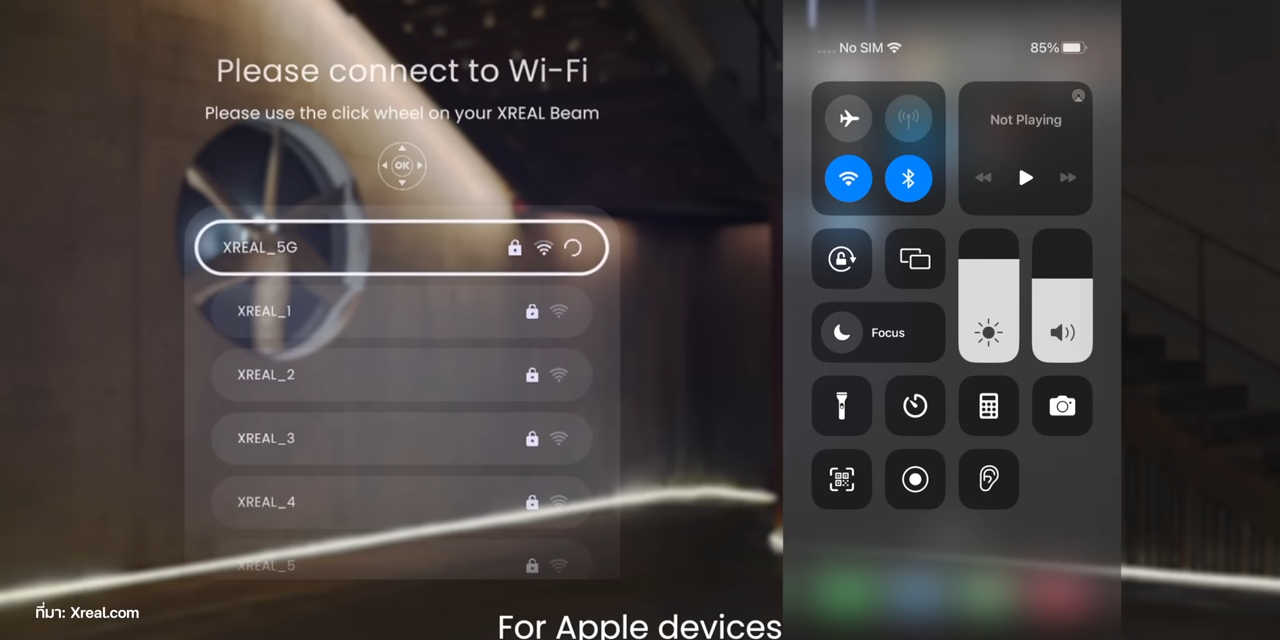 Please connect to Wi-Fi
Please use the click wheel on your XREAL Beam
OK
XREAL_5G
XREAL_1
XREAL_2
XREAL_3
XREAL_4
XREAL_5
ที่มา: Xreal.com
For Apple devices
No SIM
85%
Not Playing
Focus